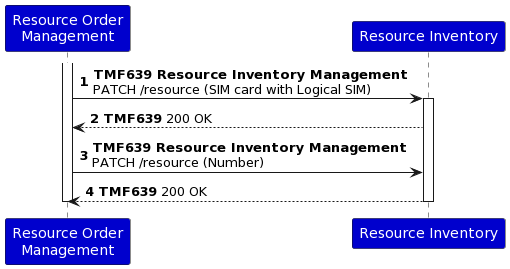 Resource Order
Management
Resource Inventory
1 TMF639 Resource Inventory Management
PATCH /resource (SIM card with Logical SIM)
2 TMF639 200 OK
3 TMF639 Resource Inventory Management
PATCH /resource (Number)
4 TMF639 200 OK
Resource Order
Management
Resource Inventory